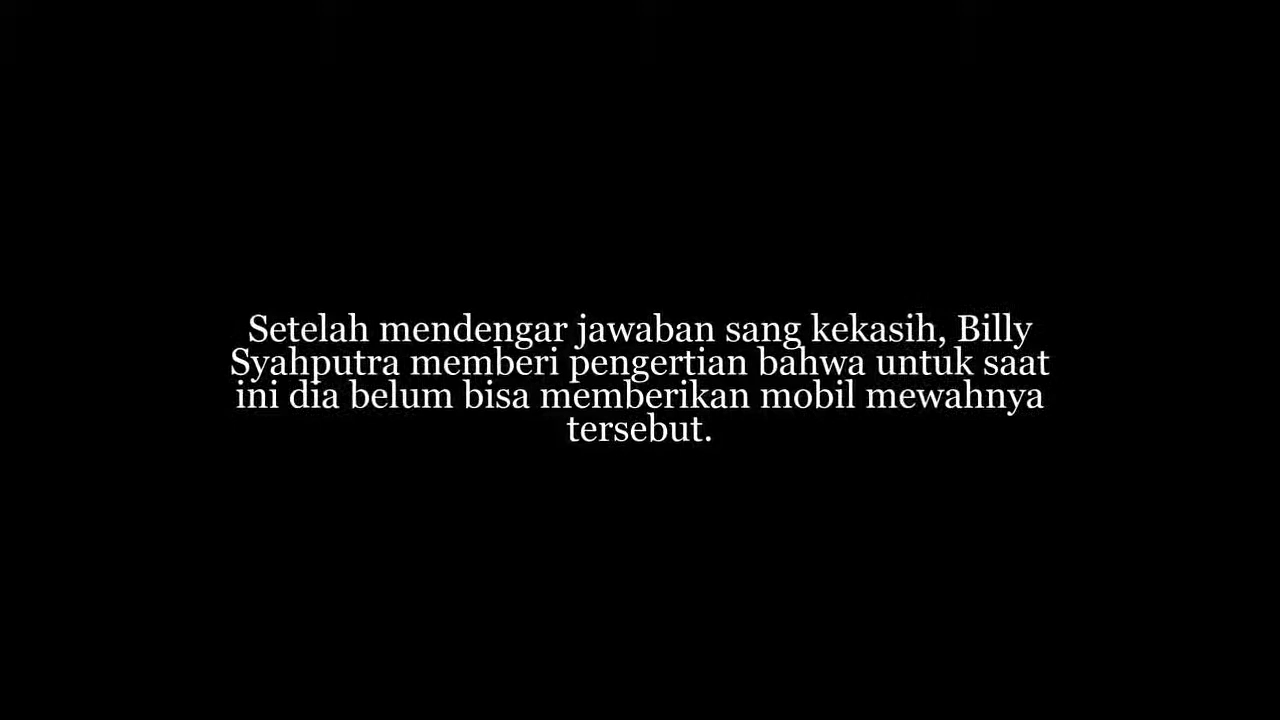 Setelah mendengar jawaban sang kekasih, Billy
Syahputra memberi pengertian bahwa untuk saat
ini dia belum bisa memberikan mobil mewahnya
tersebut.